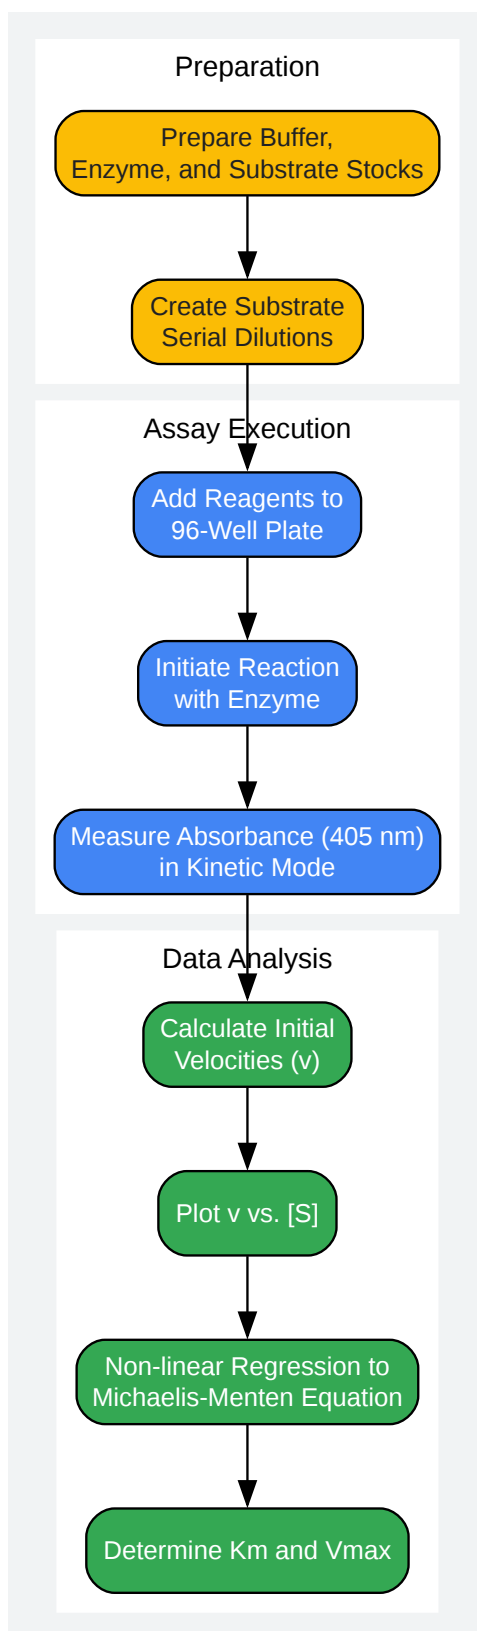 Preparation
Prepare Buffer,
Enzyme, and Substrate Stocks
Create Substrate
Serial Dilutions
Assay Execution
Add Reagents to
96-Well Plate
Initiate Reaction
with Enzyme
Measure Absorbance (405 nm)
in Kinetic Mode
Data Analysis
Calculate Initial
Velocities (v)
Plot v vs. [S]
Non-linear Regression to
Michaelis-Menten Equation
Determine Km and Vmax